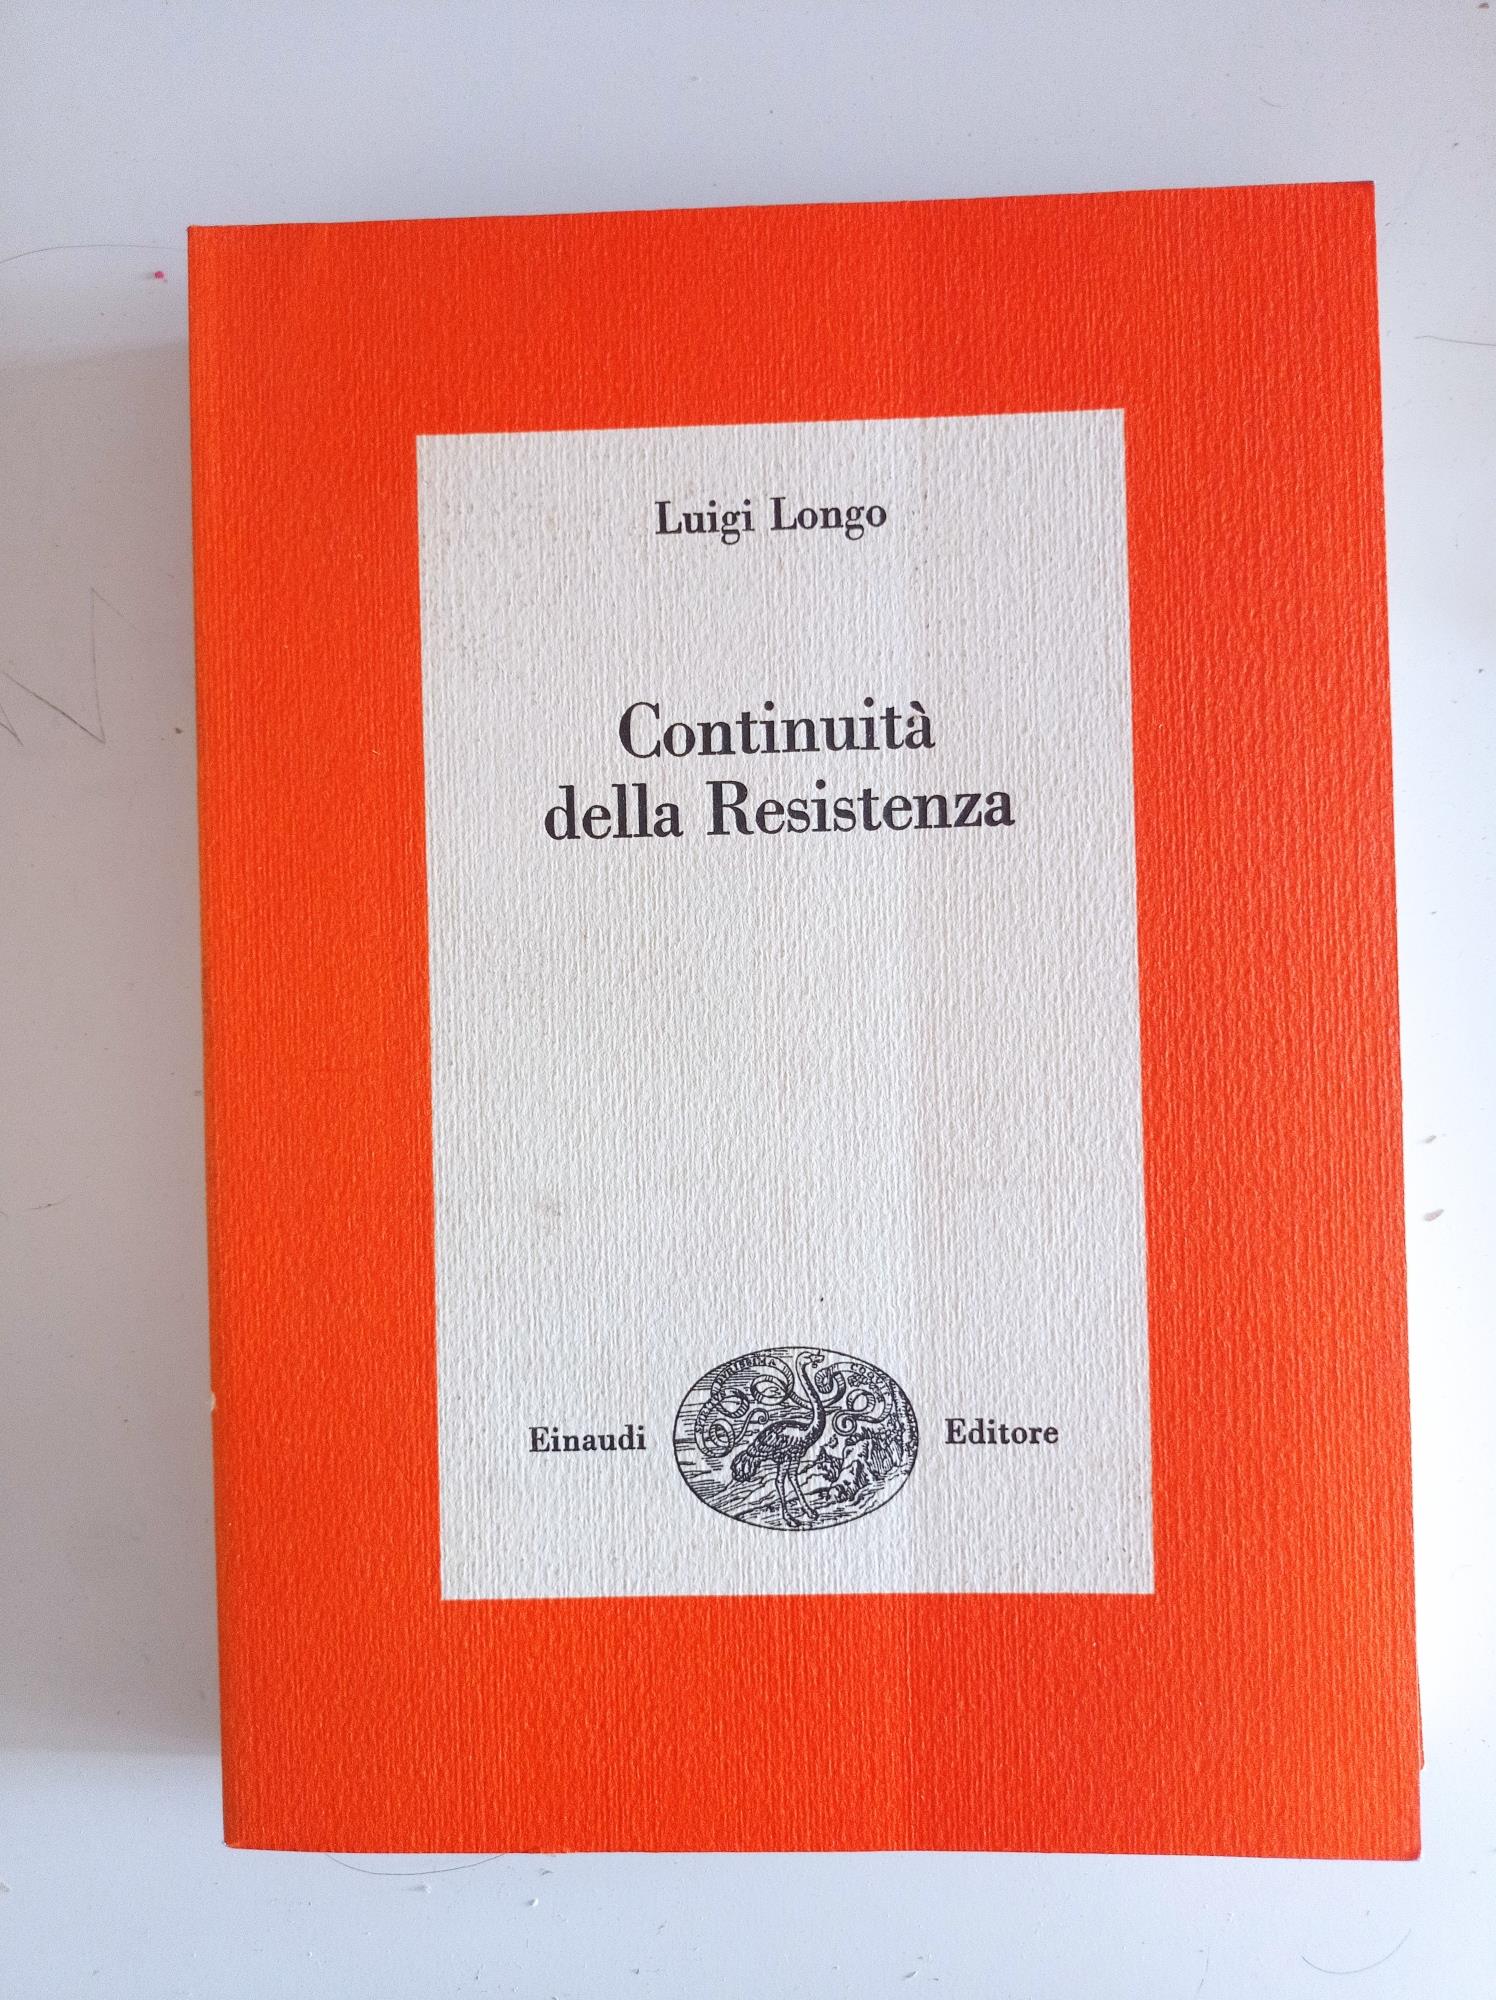 Luigi Longo
Continuità
della Resistenza
Einaudi
Editore